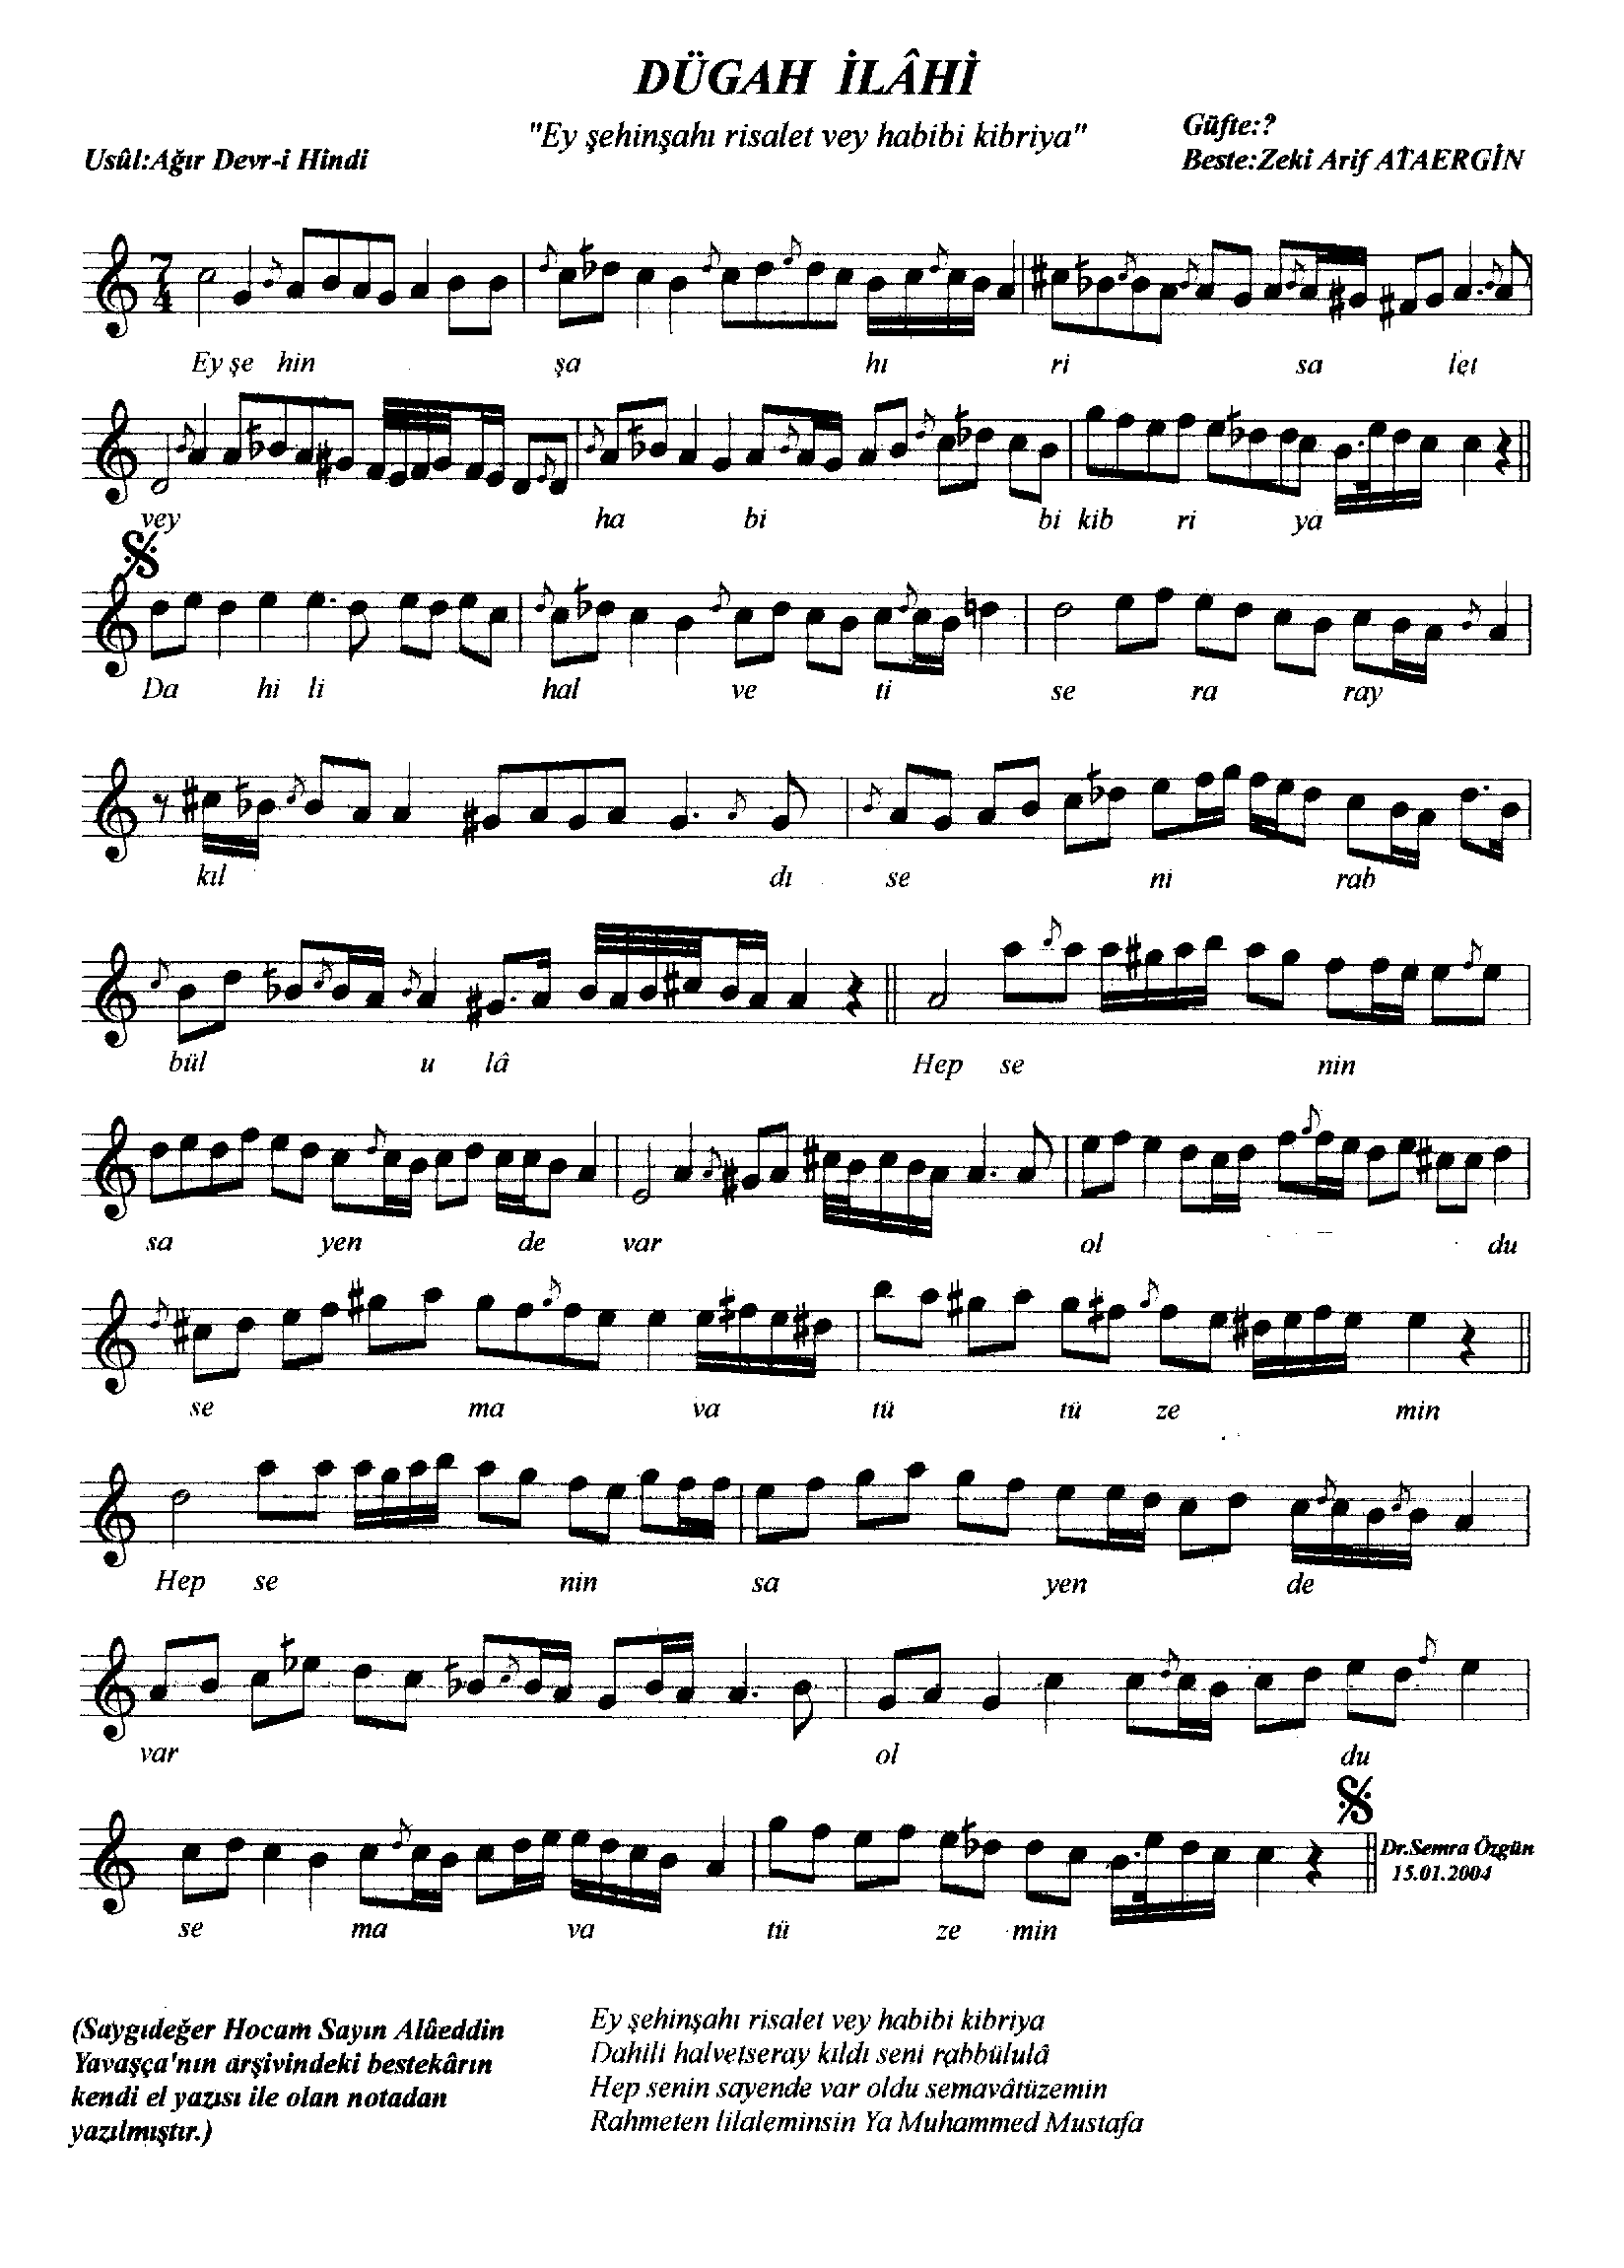 DÜGAH İLÂHİ
"Ey şehinşahı risalet vey habibi kibriya"
Güfte:?
Usûl:Ağır Devr-i Hindi
Beste:Zeki Arif ATAERGİN
7
4
Ey şe hin şa hı ri sa let
vey ha bi bi kib ri ya
Da hi li hal ve ti se ra ray
kıl dı se ni rab
bül u lâ Hep se nin
sa yen de var ol du
se ma va tü tü ze min
Hep se nin sa yen de
var ol du
se ma va tü ze min
Dr.Semra Özgün
15.01.2004
(Saygıdeğer Hocam Sayın Alâeddin
Yavaşça'nın arşivindeki bestekârın
kendi el yazısı ile olan notadan
yazılmıştır.)
Ey şehinşahı risalet vey habibi kibriya
Dahili halvetseray kıldı seni rabbülulâ
Hep senin sayende var oldu semavâtüzemin
Rahmeten lilaleminsin Ya Muhammed Mustafa